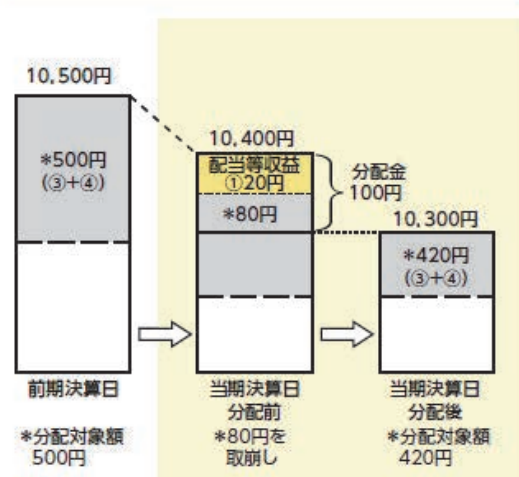 10,500円
*500円
(③+④)
前期決算日
*分配対象額
500円
10,400円
配当等収益
①20円
*80円
分配金
100円
当期決算日
分配前
*80円を
取崩し
10,300円
*420円
(③+④)
当期決算日
分配後
*分配対象額
420円